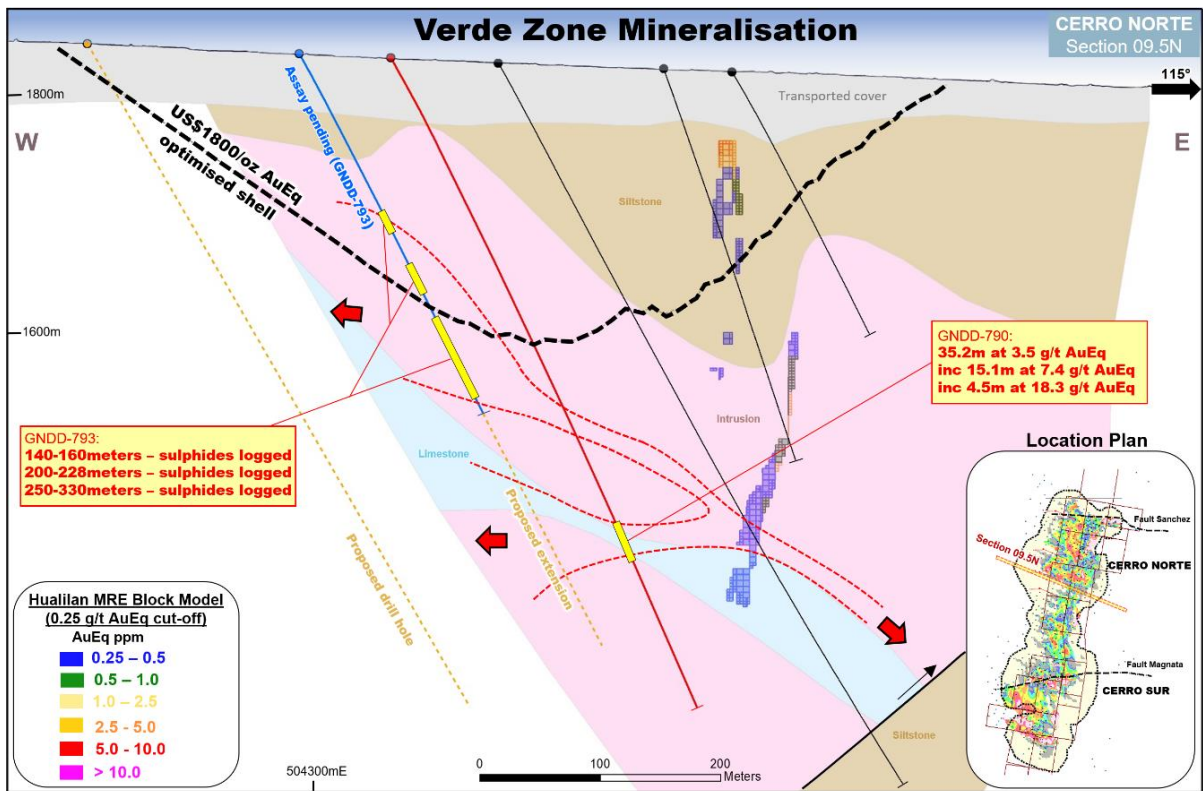 Verde Zone Mineralisation
CERRO NORTE
Section 09.5N
115°
1800m
Transported cover
W
E
US$1800/oz AuEq
optimised shell
Assay pending (GNDD-793)
Siltstone
1600m
GNDD-790:
35.2m at 3.5 g/t AuEq
inc 15.1m at 7.4 g/t AuEq
inc 4.5m at 18.3 g/t AuEq
Intrusion
GNDD-793:
140-160meters – sulphides logged
200-228meters – sulphides logged
250-330meters – sulphides logged
Limestone
Proposed extension
Proposed drill hole
Siltstone
Location Plan
Fault Sanchez
Section 09.5N
CERRO NORTE
Fault Magnata
CERRO SUR
Hualilan MRE Block Model
(0.25 g/t AuEq cut-off)
AuEq ppm
0.25 – 0.5
0.5 – 1.0
1.0 – 2.5
2.5 - 5.0
5.0 - 10.0
> 10.0
504300mE
0
100
200
Meters